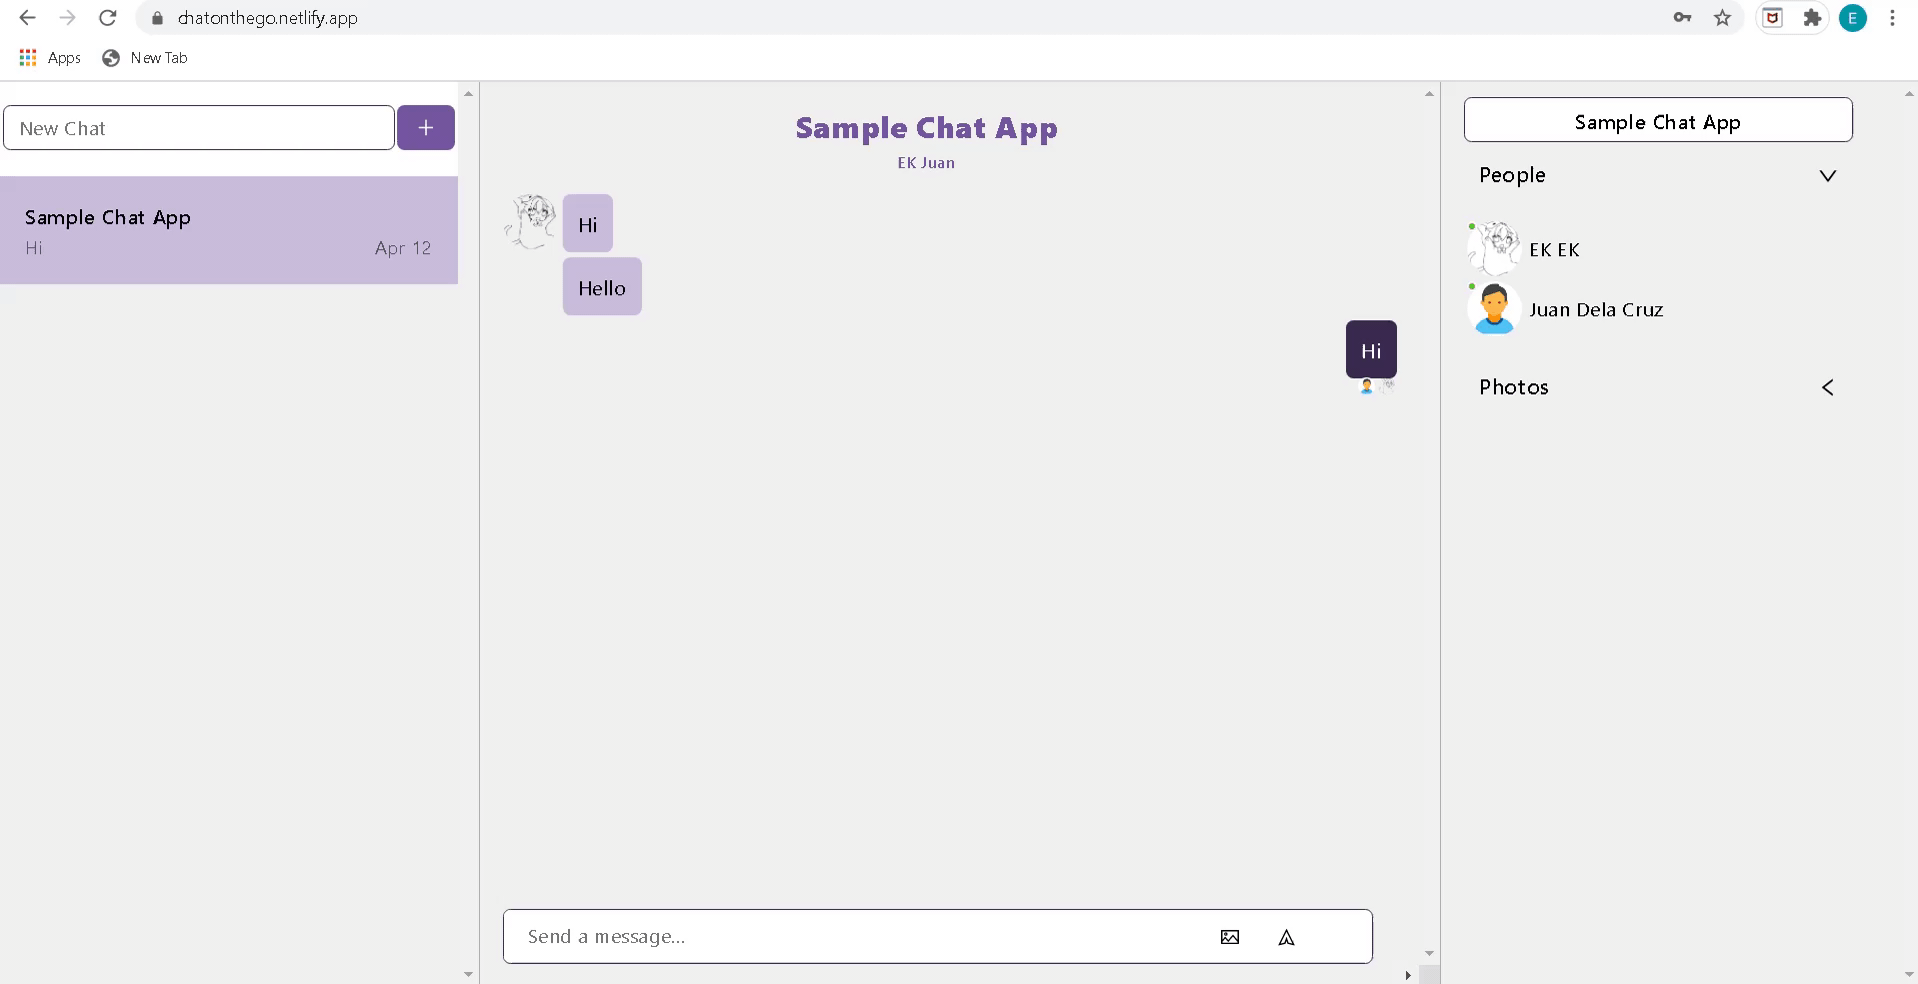 chatonthego.netlify.app
E
Apps
New Tab
New Chat
+
Sample Chat App
Hi
Apr 12
Sample Chat App
EK Juan
Hi
Hello
Hi
Send a message...
Sample Chat App
People
EK EK
Juan Dela Cruz
Photos